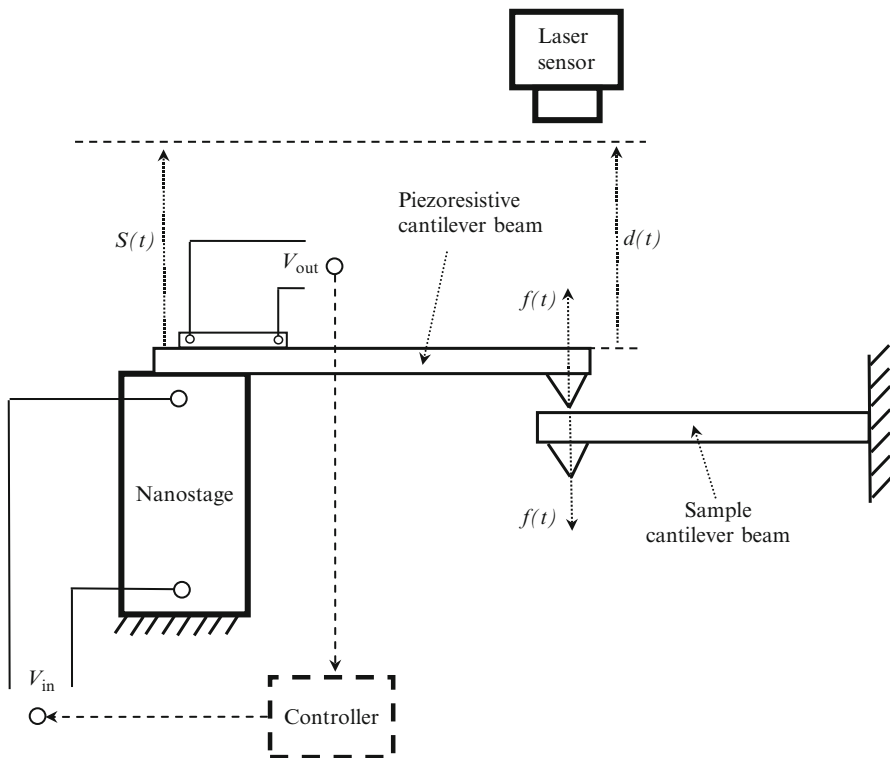 Laser
sensor
Piezoresistive
cantilever beam
S(t)
V_out
d(t)
f(t)
Nanostage
f(t)
Sample
cantilever beam
V_in
Controller